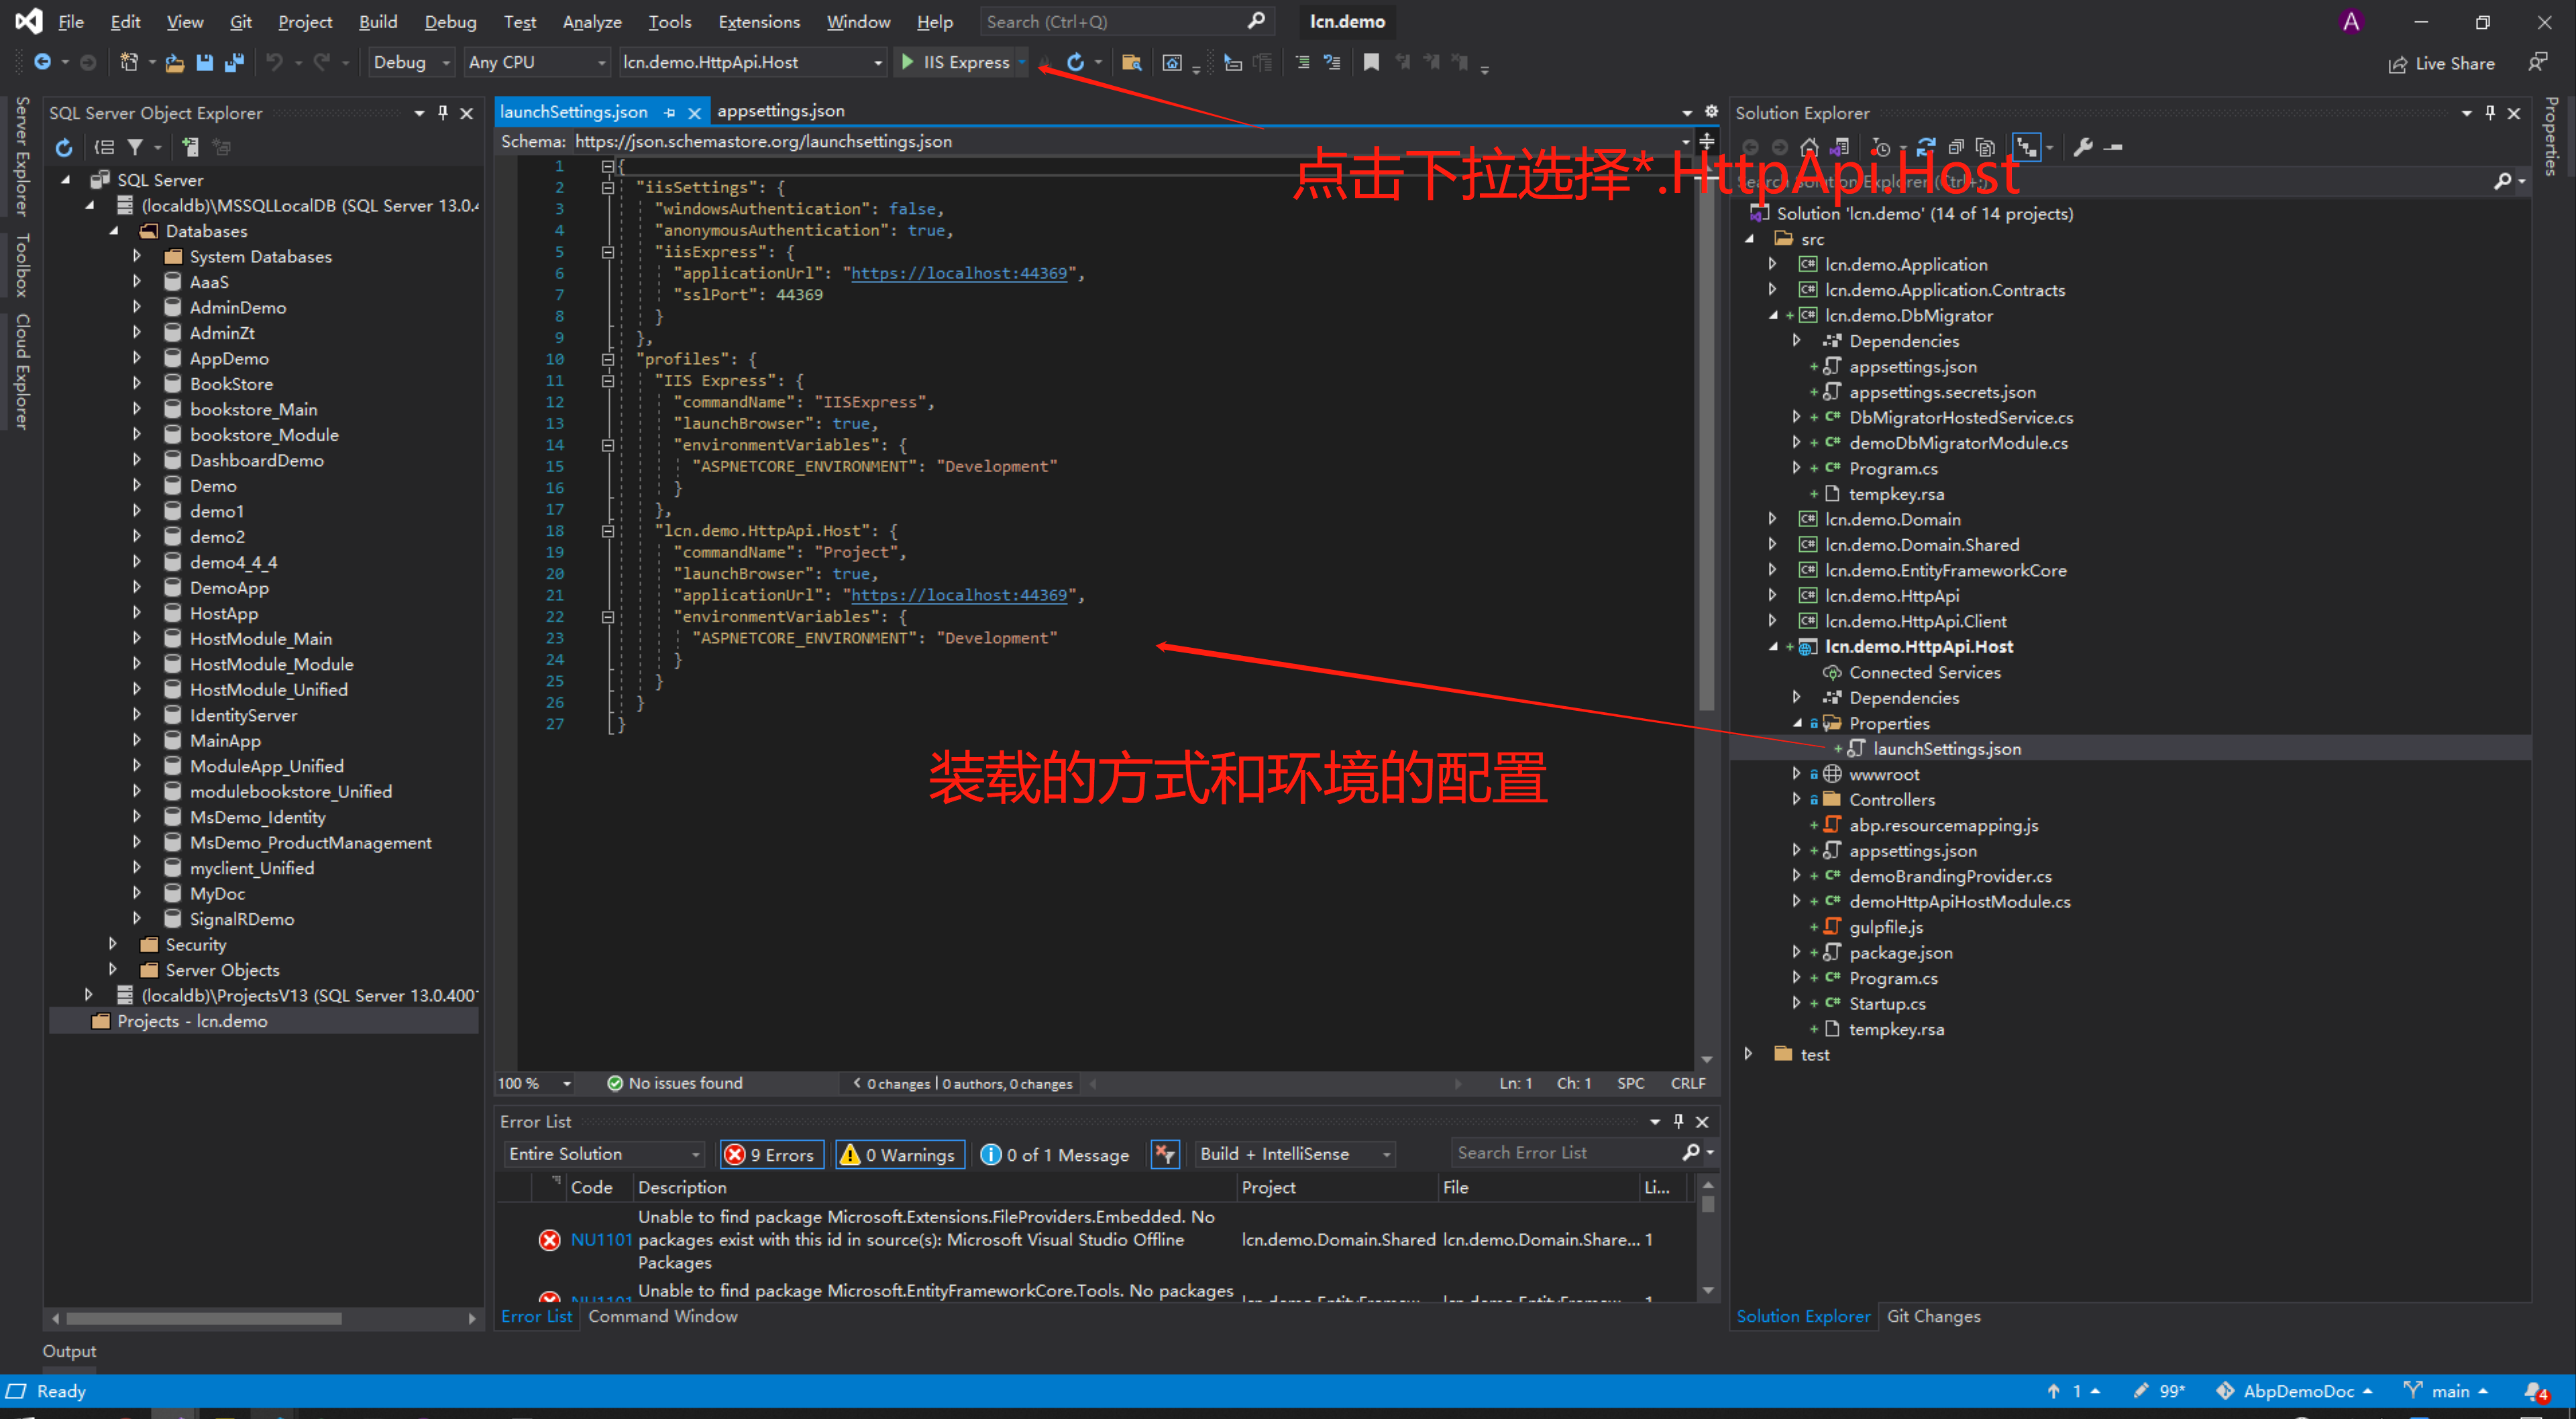 File Edit View Git Project Build Debug Test Analyze Tools Extensions Window Help Search (Ctrl+Q) lcn.demo A
Debug Any CPU lcn.demo.HttpApi.Host IIS Express Live Share
Server Explorer
Toolbox
Cloud Explorer
SQL Server Object Explorer
SQL Server
(localdb)\MSSQLLocalDB (SQL Server 13.0.4
Databases
System Databases
AaaS
AdminDemo
AdminZt
AppDemo
BookStore
bookstore_Main
bookstore_Module
DashboardDemo
Demo
demo1
demo2
demo4_4_4
DemoApp
HostApp
HostModule_Main
HostModule_Module
HostModule_Unified
IdentityServer
MainApp
ModuleApp_Unified
modulebookstore_Unified
MsDemo_Identity
MsDemo_ProductManagement
myclient_Unified
MyDoc
SignalRDemo
Security
Server Objects
(localdb)\ProjectsV13 (SQL Server 13.0.400
Projects - lcn.demo
launchSettings.json appsettings.json
Schema: https://json.schemastore.org/launchsettings.json
1 {
2 "iisSettings": {
3 "windowsAuthentication": false,
4 "anonymousAuthentication": true,
5 "iisExpress": {
6 "applicationUrl": "https://localhost:44369",
7 "sslPort": 44369
8 }
9 },
10 "profiles": {
11 "IIS Express": {
12 "commandName": "IISExpress",
13 "launchBrowser": true,
14 "environmentVariables": {
15 "ASPNETCORE_ENVIRONMENT": "Development"
16 }
17 },
18 "lcn.demo.HttpApi.Host": {
19 "commandName": "Project",
20 "launchBrowser": true,
21 "applicationUrl": "https://localhost:44369",
22 "environmentVariables": {
23 "ASPNETCORE_ENVIRONMENT": "Development"
24 }
25 }
26 }
27 }
点击下拉选择*.HttpApi.Host
装载的方式和环境的配置
100 % No issues found 0 changes | 0 authors, 0 changes Ln: 1 Ch: 1 SPC CRLF
Error List
Entire Solution 9 Errors 0 Warnings 0 of 1 Message Build + IntelliSense Search Error List
Code Description Project File Li...
Unable to find package Microsoft.Extensions.FileProviders.Embedded. No
NU1101 packages exist with this id in source(s): Microsoft Visual Studio Offline lcn.demo.Domain.Shared lcn.demo.Domain.Share... 1
Packages
Unable to find package Microsoft.EntityFrameworkCore.Tools. No packages
NU1101
Error List Command Window
Solution Explorer
Search Solution Explorer (Ctrl+;)
Solution 'lcn.demo' (14 of 14 projects)
src
lcn.demo.Application
lcn.demo.Application.Contracts
lcn.demo.DbMigrator
Dependencies
appsettings.json
appsettings.secrets.json
DbMigratorHostedService.cs
demoDbMigratorModule.cs
Program.cs
tempkey.rsa
lcn.demo.Domain
lcn.demo.Domain.Shared
lcn.demo.EntityFrameworkCore
lcn.demo.HttpApi
lcn.demo.HttpApi.Client
lcn.demo.HttpApi.Host
Connected Services
Dependencies
Properties
launchSettings.json
wwwroot
Controllers
abp.resourcemapping.js
appsettings.json
demoBrandingProvider.cs
demoHttpApiHostModule.cs
gulpfile.js
package.json
Program.cs
Startup.cs
tempkey.rsa
test
Solution Explorer Git Changes
Properties
Output
Ready 1 99* AbpDemoDoc main 4